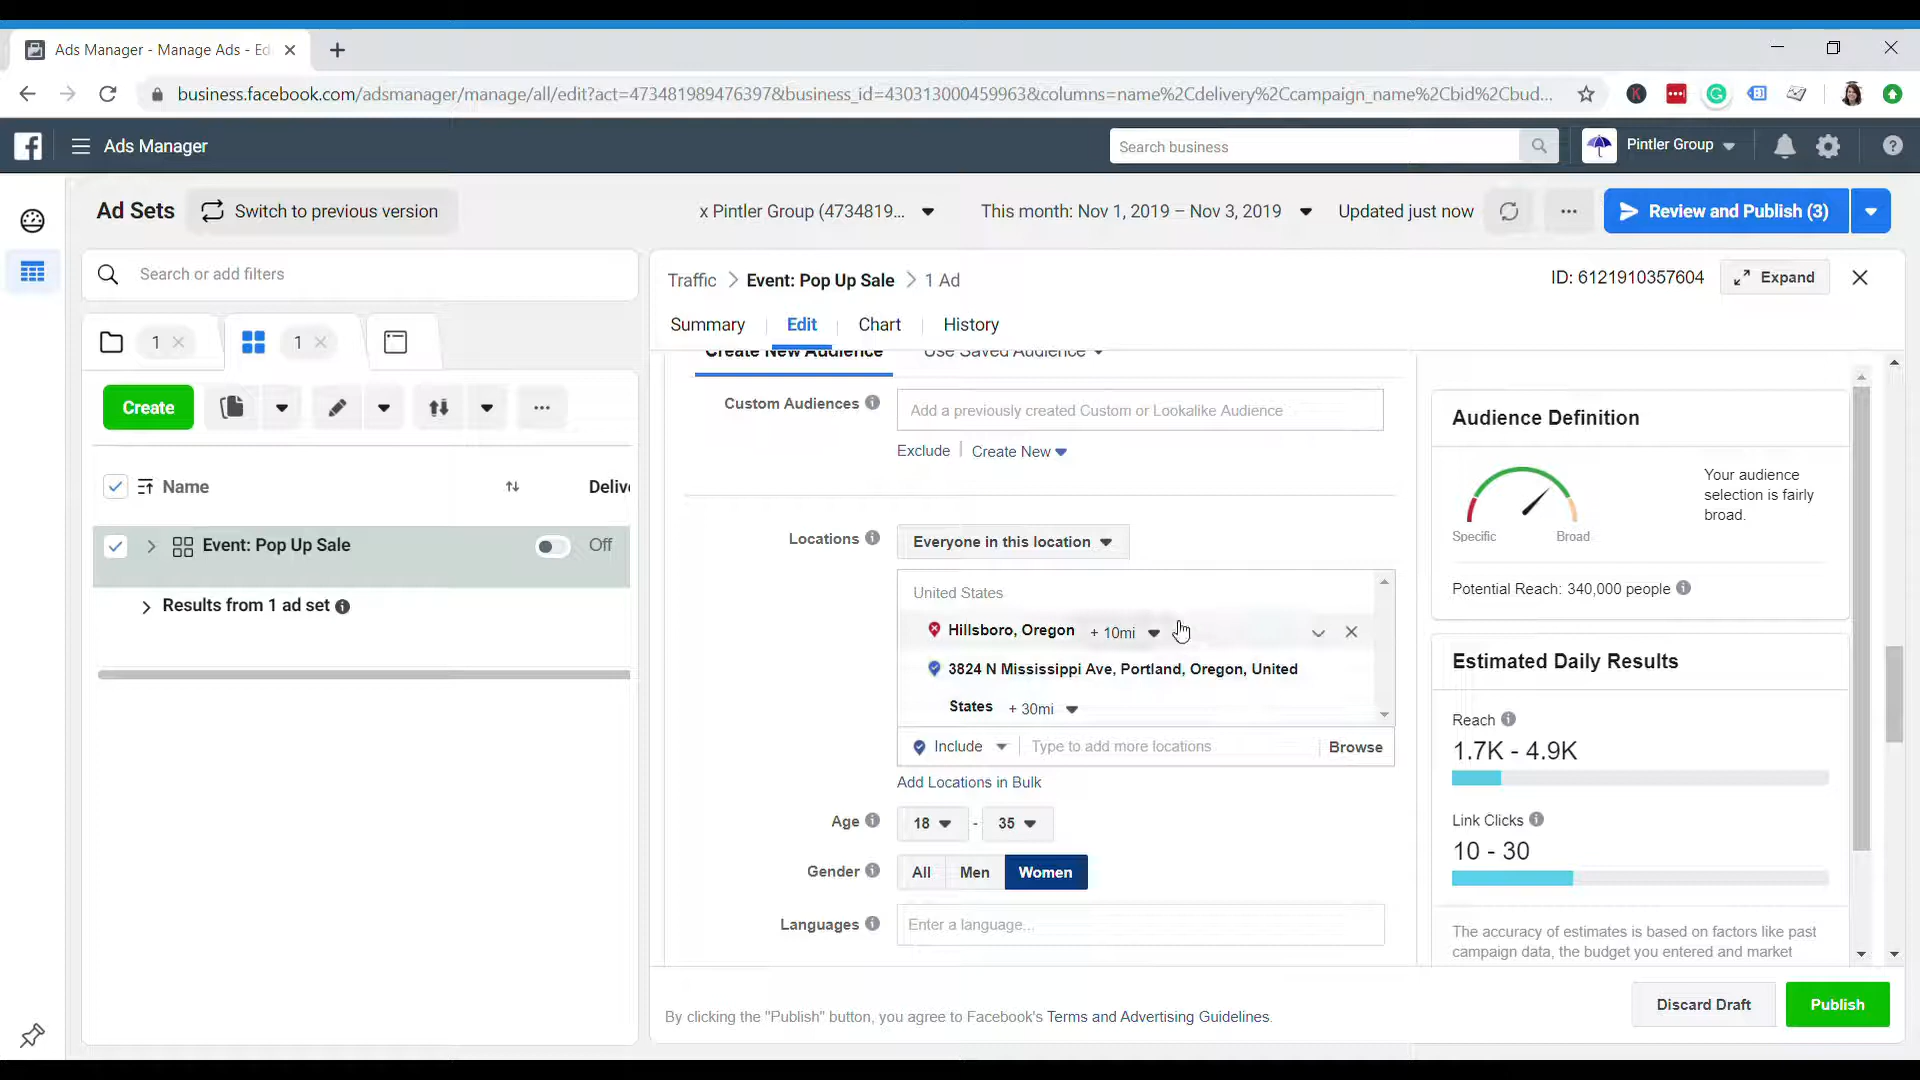 Ads Manager - Manage Ads - Ed
business.facebook.com/adsmanager/manage/all/edit?act=473481989476397&business_id=430313000459963&columns=name%2Cdelivery%2Ccampaign_name%2Cbid%2Cbud...
Ads Manager
Search business
Pintler Group
Ad Sets
Switch to previous version
x Pintler Group (4734819...
This month: Nov 1, 2019 – Nov 3, 2019
Updated just now
Review and Publish (3)
Search or add filters
1
1
Create
Name
Delive
Event: Pop Up Sale
Off
Results from 1 ad set
Traffic
Event: Pop Up Sale
1 Ad
ID: 6121910357604
Expand
Summary
Edit
Chart
History
Create New Audience
Use Saved Audience
Custom Audiences
Add a previously created Custom or Lookalike Audience
Exclude
Create New
Locations
Everyone in this location
United States
Hillsboro, Oregon + 10mi
3824 N Mississippi Ave, Portland, Oregon, United
States + 30mi
Include
Type to add more locations
Browse
Add Locations in Bulk
Age
18 - 35
Gender
All
Men
Women
Languages
Enter a language...
Audience Definition
Your audience
selection is fairly
broad.
Specific
Broad
Potential Reach: 340,000 people
Estimated Daily Results
Reach
1.7K - 4.9K
Link Clicks
10 - 30
The accuracy of estimates is based on factors like past
campaign data, the budget you entered and market
By clicking the "Publish" button, you agree to Facebook's Terms and Advertising Guidelines.
Discard Draft
Publish